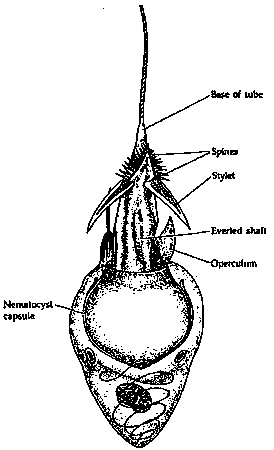 Base of tube
Spines
Stylet
Everted shaft
Operculum
Nematocyst
capsule